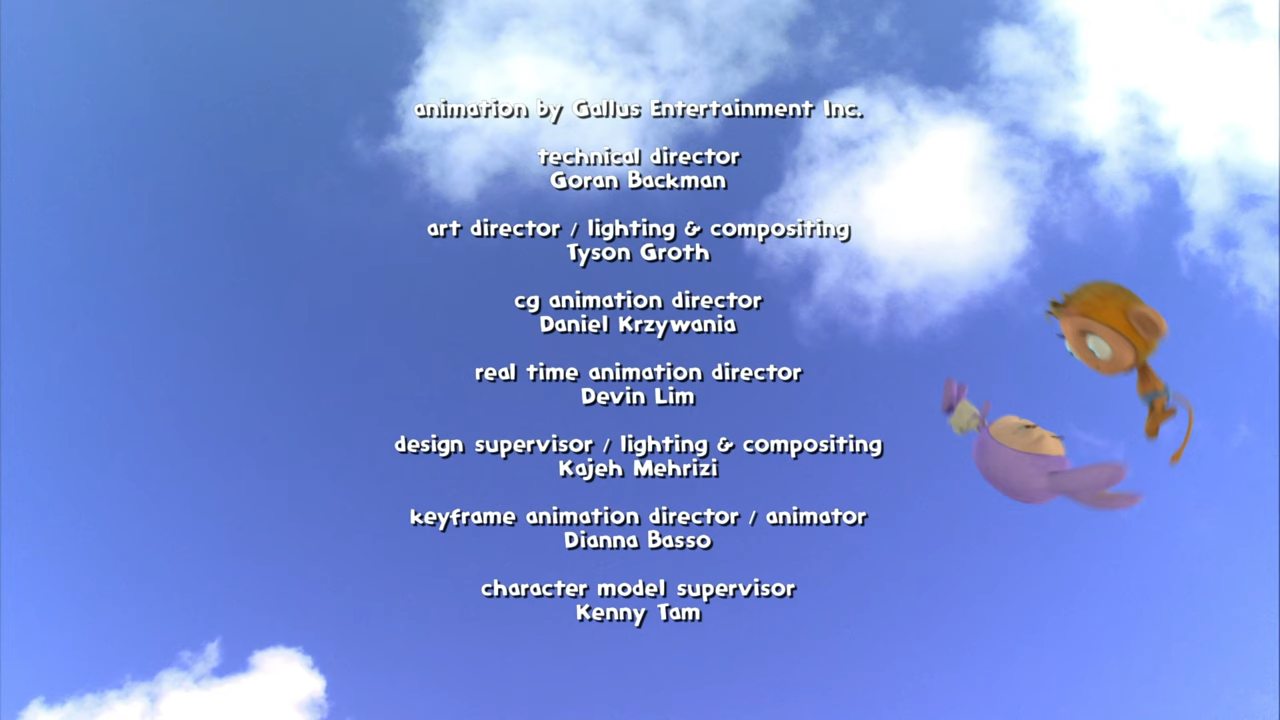 animation by Gallus Entertainment Inc.
technical director
Goran Backman
art director / lighting & compositing
Tyson Groth
cg animation director
Daniel Krzywania
real time animation director
Devin Lim
design supervisor / lighting & compositing
Kajeh Mehrizi
keyframe animation director / animator
Dianna Basso
character model supervisor
Kenny Tam